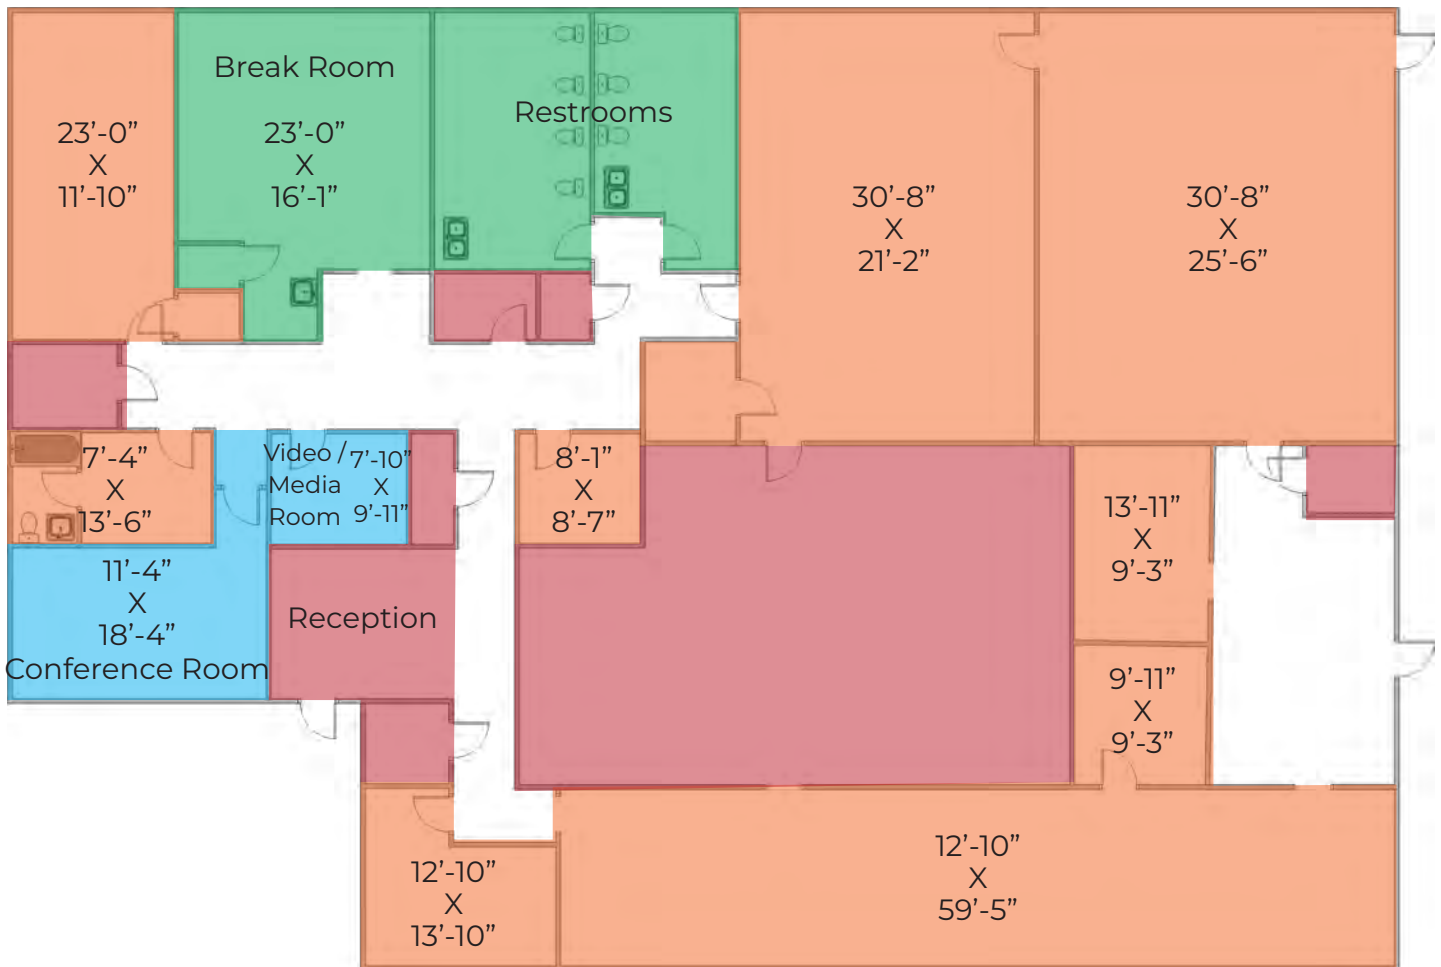 23’-0”
X
11’-10”
Break Room
23’-0”
X
16’-1”
Restrooms
30’-8”
X
21’-2”
30’-8”
X
25’-6”
7’-4”
X
13’-6”
Video /
Media
Room
7’-10”
X
9’-11”
8’-1”
X
8’-7”
13’-11”
X
9’-3”
11’-4”
X
18’-4”
Conference Room
Reception
9’-11”
X
9’-3”
12’-10”
X
13’-10”
12’-10”
X
59’-5”